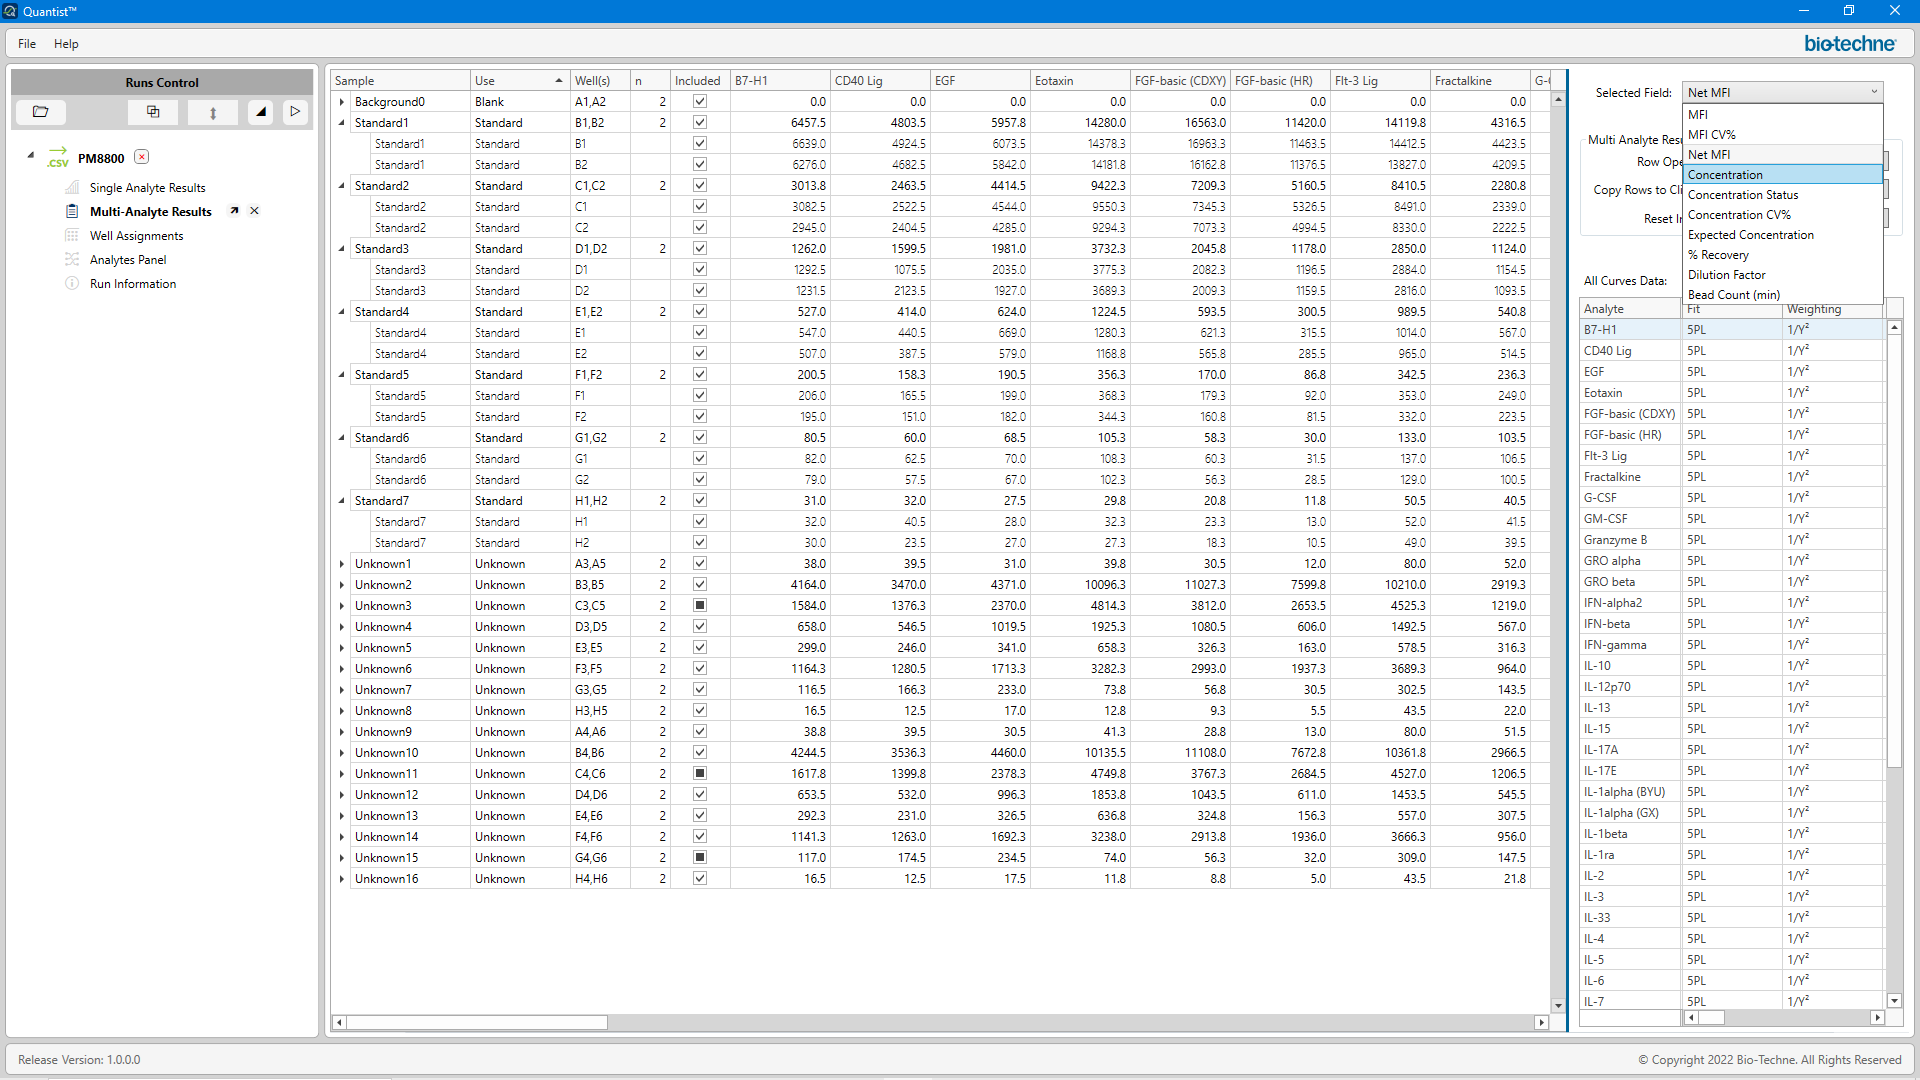 Quantist™
File Help
bio-techne
Runs Control
.csv PM8800
Single Analyte Results
Multi-Analyte Results
Well Assignments
Analytes Panel
Run Information
Sample Use Well(s) n Included B7-H1 CD40 Lig EGF Eotaxin FGF-basic (CDXY) FGF-basic (HR) Flt-3 Lig Fractalkine
Background0 Blank A1,A2 2 0.0 0.0 0.0 0.0 0.0 0.0 0.0 0.0
Standard1 Standard B1,B2 2 6457.5 4803.5 5957.8 14280.0 16563.0 11420.0 14119.8 4316.5
Standard1 Standard B1 6639.0 4924.5 6073.5 14378.3 16963.3 11463.5 14412.5 4423.5
Standard1 Standard B2 6276.0 4682.5 5842.0 14181.8 16162.8 11376.5 13827.0 4209.5
Standard2 Standard C1,C2 2 3013.8 2463.5 4414.5 9422.3 7209.3 5160.5 8410.5 2280.8
Standard2 Standard C1 3082.5 2522.5 4544.0 9550.3 7345.3 5326.5 8491.0 2339.0
Standard2 Standard C2 2945.0 2404.5 4285.0 9294.3 7073.3 4994.5 8330.0 2222.5
Standard3 Standard D1,D2 2 1262.0 1599.5 1981.0 3732.3 2045.8 1178.0 2850.0 1124.0
Standard3 Standard D1 1292.5 1075.5 2035.0 3775.3 2082.3 1196.5 2884.0 1154.5
Standard3 Standard D2 1231.5 2123.5 1927.0 3689.3 2009.3 1159.5 2816.0 1093.5
Standard4 Standard E1,E2 2 527.0 414.0 624.0 1224.5 593.5 300.5 989.5 540.8
Standard4 Standard E1 547.0 440.5 669.0 1280.3 621.3 315.5 1014.0 567.0
Standard4 Standard E2 507.0 387.5 579.0 1168.8 565.8 285.5 965.0 514.5
Standard5 Standard F1,F2 2 200.5 158.3 190.5 356.3 170.0 86.8 342.5 236.3
Standard5 Standard F1 206.0 165.5 199.0 368.3 179.3 92.0 353.0 249.0
Standard5 Standard F2 195.0 151.0 182.0 344.3 160.8 81.5 332.0 223.5
Standard6 Standard G1,G2 2 80.5 60.0 68.5 105.3 58.3 30.0 133.0 103.5
Standard6 Standard G1 82.0 62.5 70.0 108.3 60.3 31.5 137.0 106.5
Standard6 Standard G2 79.0 57.5 67.0 102.3 56.3 28.5 129.0 100.5
Standard7 Standard H1,H2 2 31.0 32.0 27.5 29.8 20.8 11.8 50.5 40.5
Standard7 Standard H1 32.0 40.5 28.0 32.3 23.3 13.0 52.0 41.5
Standard7 Standard H2 30.0 23.5 27.0 27.3 18.3 10.5 49.0 39.5
Unknown1 Unknown A3,A5 2 38.0 39.5 31.0 39.8 30.5 12.0 80.0 52.0
Unknown2 Unknown B3,B5 2 4164.0 3470.0 4371.0 10096.3 11027.3 7599.8 10210.0 2919.3
Unknown3 Unknown C3,C5 2 1584.0 1376.3 2370.0 4814.3 3812.0 2653.5 4525.3 1219.0
Unknown4 Unknown D3,D5 2 658.0 546.5 1019.5 1925.3 1080.5 606.0 1492.5 567.0
Unknown5 Unknown E3,E5 2 299.0 246.0 341.0 658.3 326.3 163.0 578.5 316.3
Unknown6 Unknown F3,F5 2 1164.3 1280.5 1713.3 3282.3 2993.0 1937.3 3689.3 964.0
Unknown7 Unknown G3,G5 2 116.5 166.3 233.0 73.8 56.8 30.5 302.5 143.5
Unknown8 Unknown H3,H5 2 16.5 12.5 17.0 12.8 9.3 5.5 43.5 22.0
Unknown9 Unknown A4,A6 2 38.8 39.5 30.5 41.3 28.8 13.0 80.0 51.5
Unknown10 Unknown B4,B6 2 4244.5 3536.3 4460.0 10135.5 11108.0 7672.8 10361.8 2966.5
Unknown11 Unknown C4,C6 2 1617.8 1399.8 2378.3 4749.8 3767.3 2684.5 4527.0 1206.5
Unknown12 Unknown D4,D6 2 653.5 532.0 996.3 1853.8 1043.5 611.0 1453.5 545.5
Unknown13 Unknown E4,E6 2 292.3 231.0 326.5 636.8 324.8 156.3 557.0 307.5
Unknown14 Unknown F4,F6 2 1141.3 1263.0 1692.3 3238.0 2913.8 1936.0 3666.3 956.0
Unknown15 Unknown G4,G6 2 117.0 174.5 234.5 74.0 56.3 32.0 309.0 147.5
Unknown16 Unknown H4,H6 2 16.5 12.5 17.5 11.8 8.8 5.0 43.5 21.8
Selected Field: Net MFI
MFI
MFI CV%
Net MFI
Concentration
Concentration Status
Concentration CV%
Expected Concentration
% Recovery
Dilution Factor
Bead Count (min)
Multi Analyte
Row
Copy Rows to
Reset
All Curves Data:
Analyte Fit Weighting
B7-H1 5PL 1/Y²
CD40 Lig 5PL 1/Y²
EGF 5PL 1/Y²
Eotaxin 5PL 1/Y²
FGF-basic (CDXY) 5PL 1/Y²
FGF-basic (HR) 5PL 1/Y²
Flt-3 Lig 5PL 1/Y²
Fractalkine 5PL 1/Y²
G-CSF 5PL 1/Y²
GM-CSF 5PL 1/Y²
Granzyme B 5PL 1/Y²
GRO alpha 5PL 1/Y²
GRO beta 5PL 1/Y²
IFN-alpha2 5PL 1/Y²
IFN-beta 5PL 1/Y²
IFN-gamma 5PL 1/Y²
IL-10 5PL 1/Y²
IL-12p70 5PL 1/Y²
IL-13 5PL 1/Y²
IL-15 5PL 1/Y²
IL-17A 5PL 1/Y²
IL-17E 5PL 1/Y²
IL-1alpha (BYU) 5PL 1/Y²
IL-1alpha (GX) 5PL 1/Y²
IL-1beta 5PL 1/Y²
IL-1ra 5PL 1/Y²
IL-2 5PL 1/Y²
IL-3 5PL 1/Y²
IL-33 5PL 1/Y²
IL-4 5PL 1/Y²
IL-5 5PL 1/Y²
IL-6 5PL 1/Y²
IL-7 5PL 1/Y²
Release Version: 1.0.0.0
© Copyright 2022 Bio-Techne. All Rights Reserved